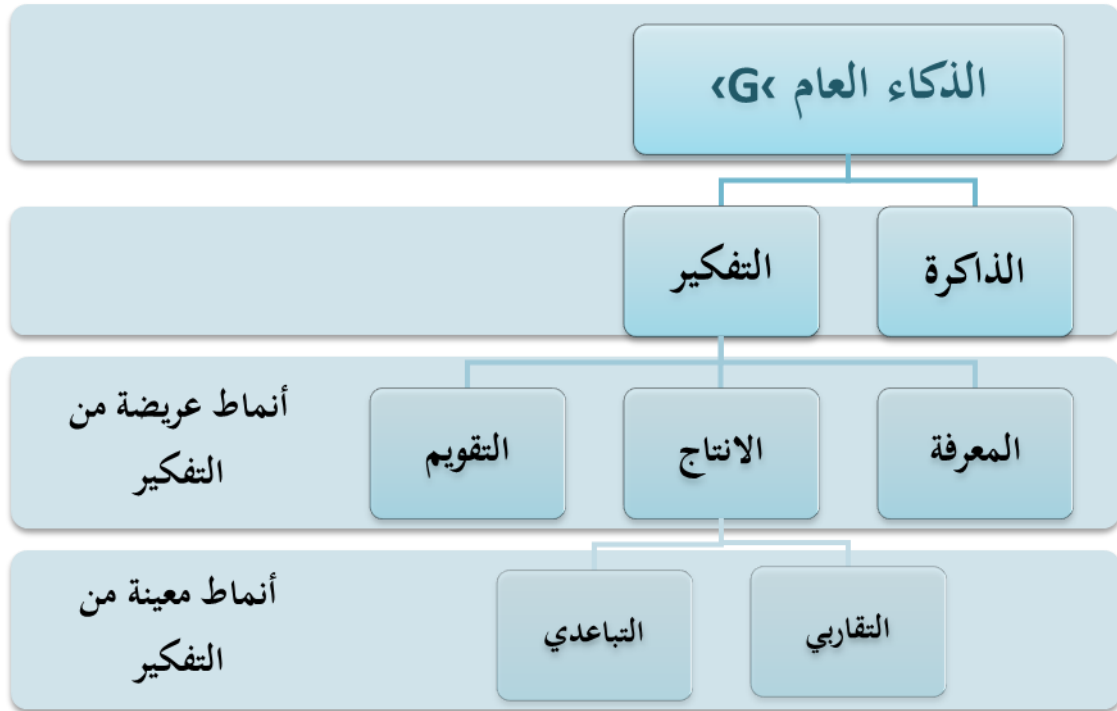 الذكاء العام ‹G›
الذاكرة
التفكير
المعرفة
الانتاج
التقويم
أنماط عريضة من
التفكير
التقاربي
التباعدي
أنماط معينة من
التفكير